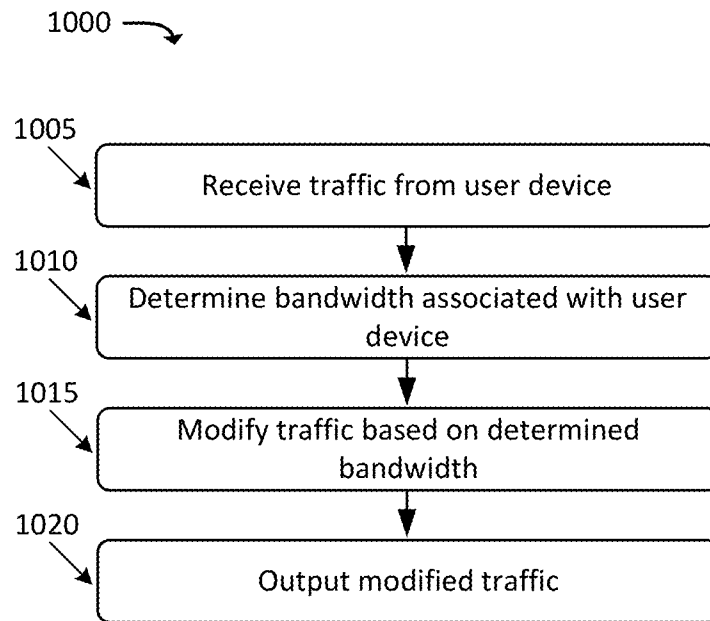 1000
1005
Receive traffic from user device
1010
Determine bandwidth associated with user
device
1015
Modify traffic based on determined
bandwidth
1020
Output modified traffic